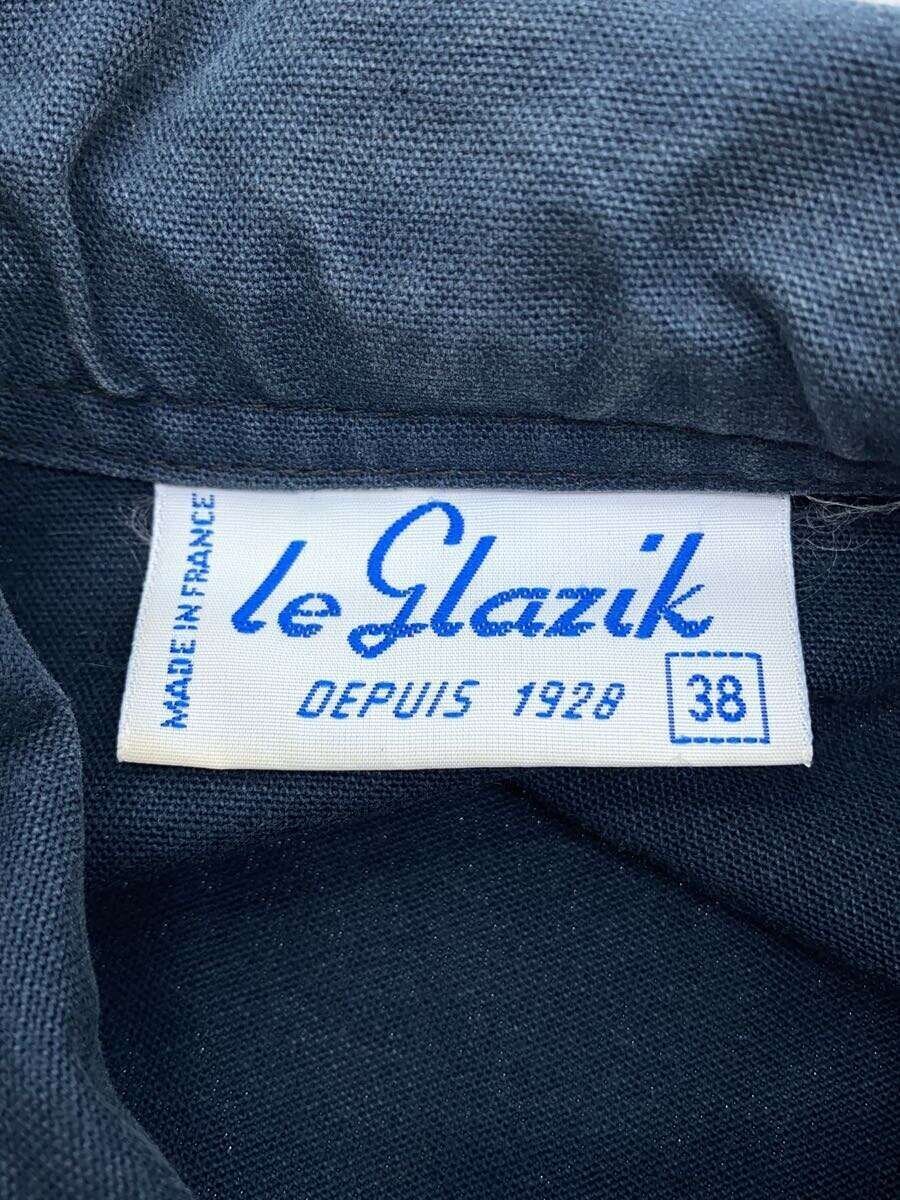 MADE IN FRANCE
le Glazik
DEPUIS 1928
38